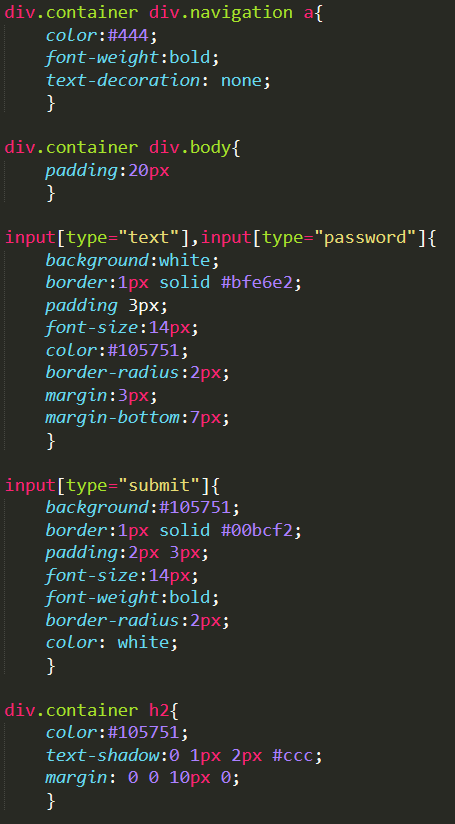 div.container div.navigation a{
color:#444;
font-weight:bold;
text-decoration: none;
}
div.container div.body{
padding:20px
}
input[type="text"],input[type="password"]{
background:white;
border:1px solid #bfe6e2;
padding 3px;
font-size:14px;
color:#105751;
border-radius:2px;
margin:3px;
margin-bottom:7px;
}
input[type="submit"]{
background:#105751;
border:1px solid #00bcf2;
padding:2px 3px;
font-size:14px;
font-weight:bold;
border-radius:2px;
color: white;
}
div.container h2{
color:#105751;
text-shadow:0 1px 2px #ccc;
margin: 0 0 10px 0;
}